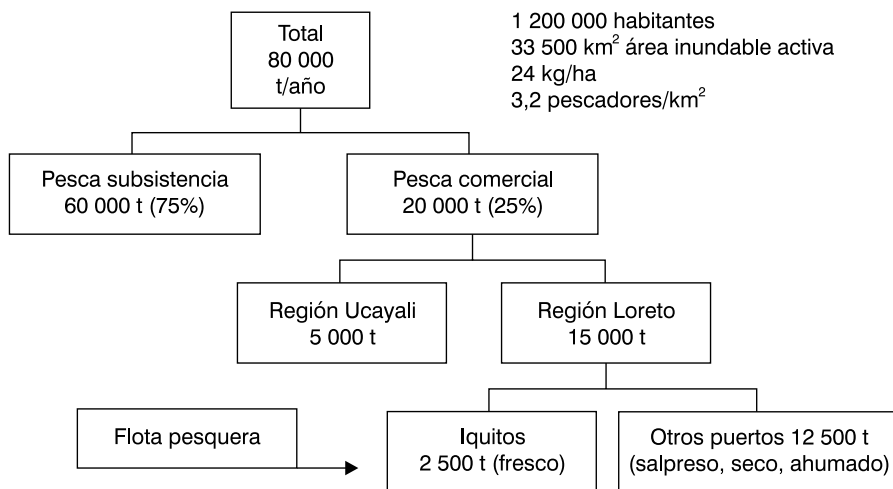 Total
80 000
t/año
1 200 000 habitantes
33 500 km² área inundable activa
24 kg/ha
3,2 pescadores/km²
Pesca subsistencia
60 000 t (75%)
Pesca comercial
20 000 t (25%)
Región Ucayali
5 000 t
Región Loreto
15 000 t
Flota pesquera
Iquitos
2 500 t (fresco)
Otros puertos 12 500 t
(salpreso, seco, ahumado)